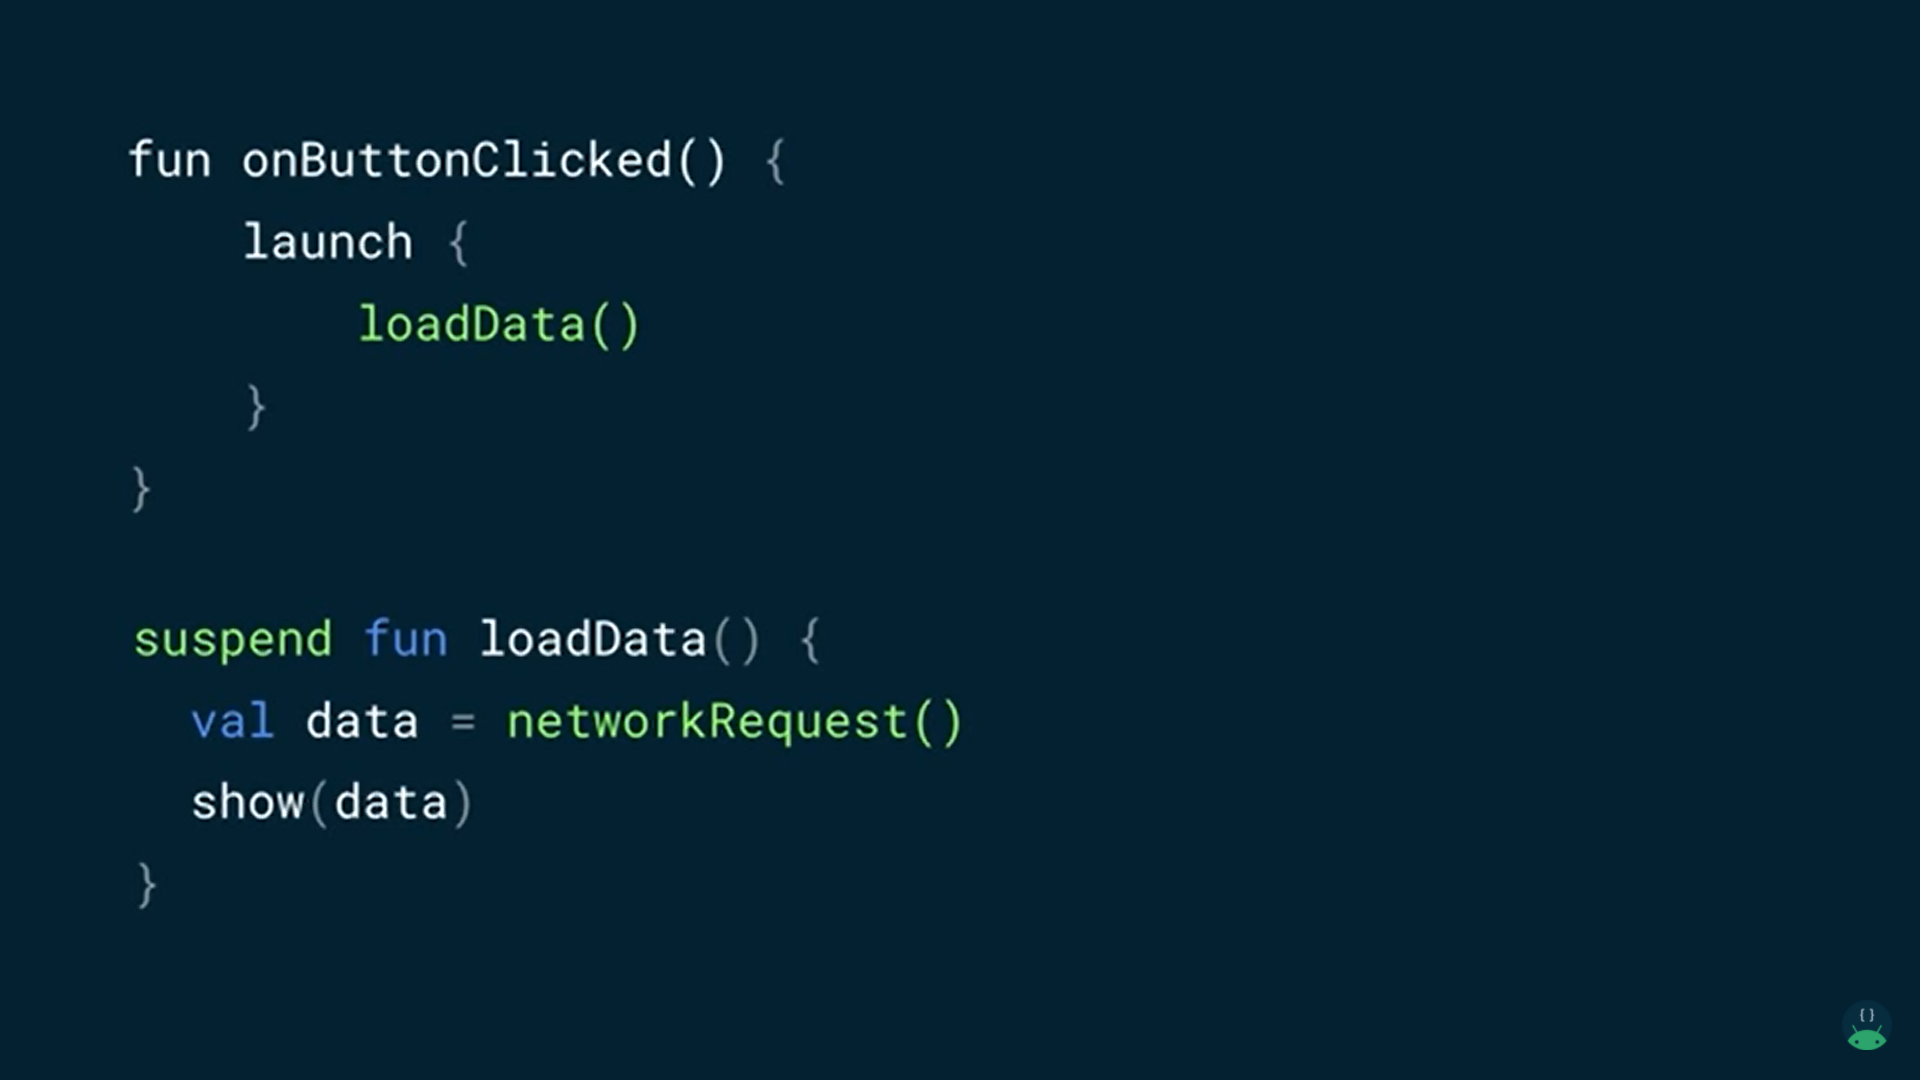 fun onButtonClicked() {
    launch {
        loadData()
    }
}
suspend fun loadData() {
  val data = networkRequest()
  show(data)
}
{}